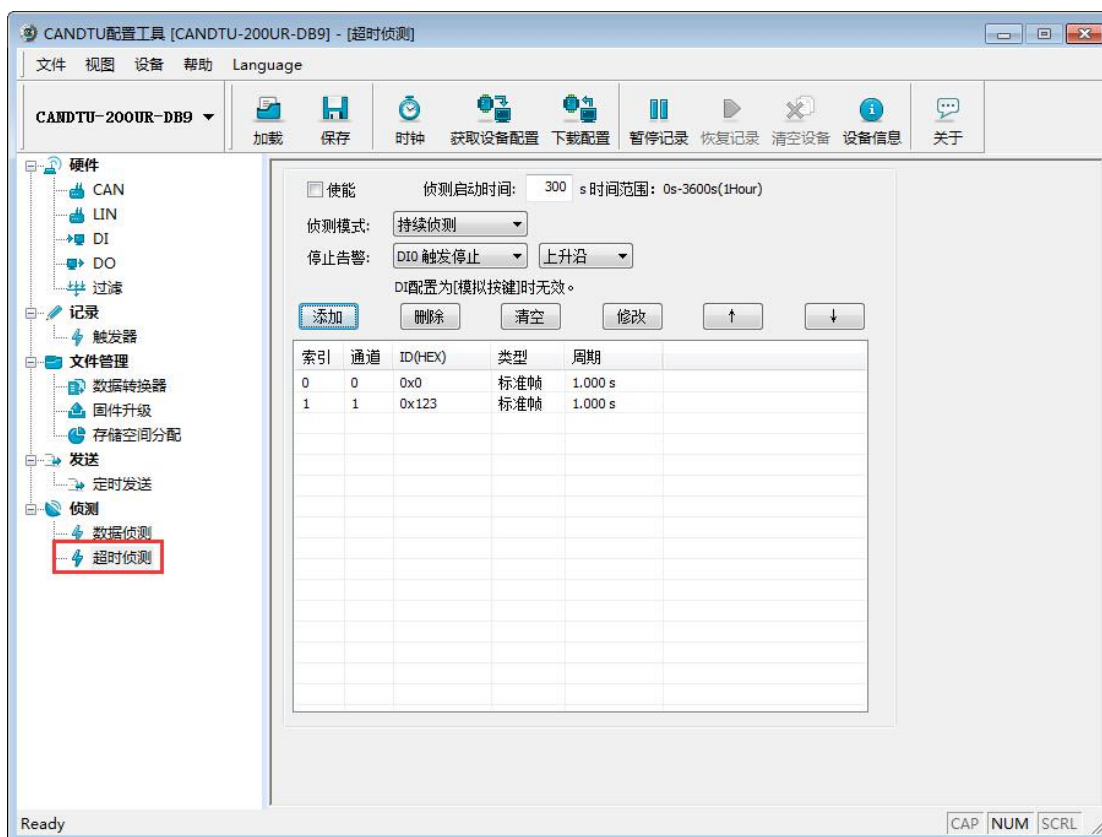 CANDTU配置工具 [CANDTU-200UR-DB9] - [超时侦测]
文件 视图 设备 帮助 Language
CANDTU-200UR-DB9
加载 保存 时钟 获取设备配置 下载配置 暂停记录 恢复记录 清空设备 设备信息 关于
硬件
CAN
LIN
DI
DO
过滤
记录
触发器
文件管理
数据转换器
固件升级
存储空间分配
发送
定时发送
侦测
数据侦测
超时侦测
使能 侦测启动时间: 300 s 时间范围: 0s-3600s(1Hour)
侦测模式: 持续侦测
停止告警: DI0 触发停止 上升沿
DI配置为[模拟按键]时无效。
添加 删除 清空 修改 ↑ ↓
索引 通道 ID(HEX) 类型 周期
0 0 0x0 标准帧 1.000 s
1 1 0x123 标准帧 1.000 s
Ready CAP NUM SCRL